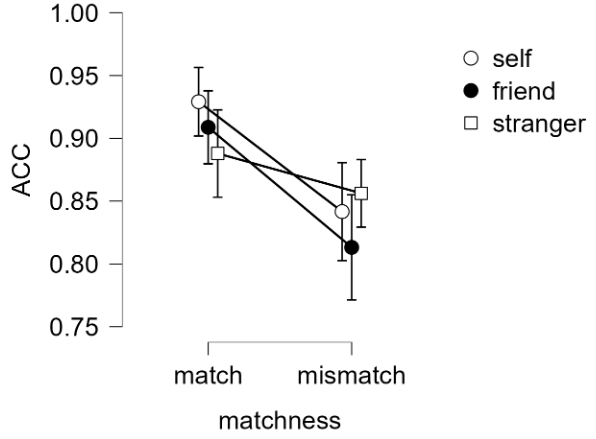 1.00
0.95
0.90
0.85
0.80
0.75
ACC
match
mismatch
matchness
self
friend
stranger